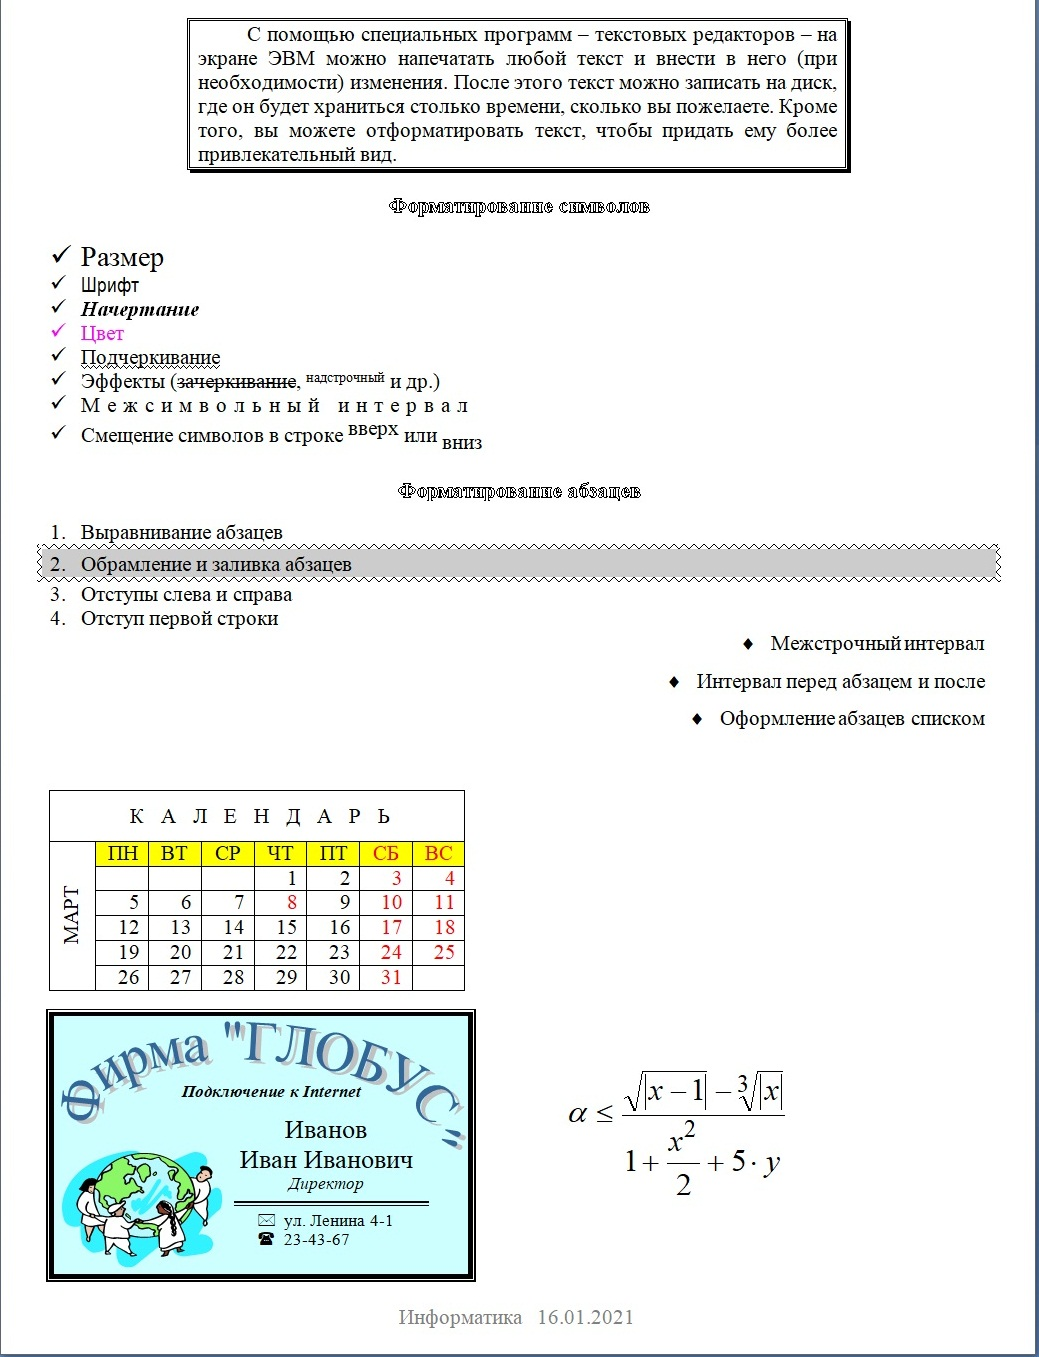 С помощью специальных программ – текстовых редакторов – на
экране ЭВМ можно напечатать любой текст и внести в него (при
необходимости) изменения. После этого текст можно записать на диск,
где он будет храниться столько времени, сколько вы пожелаете. Кроме
того, вы можете отформатировать текст, чтобы придать ему более
привлекательный вид.
Форматирование символов
✓ Размер
✓ Шрифт
✓ Начертание
✓ Цвет
✓ Подчеркивание
✓ Эффекты (зачеркивание, надстрочный и др.)
✓ Межсимвольный интервал
✓ Смещение символов в строке вверх или вниз
Форматирование абзацев
1. Выравнивание абзацев
2. Обрамление и заливка абзацев
3. Отступы слева и справа
4. Отступ первой строки
♦ Межстрочный интервал
♦ Интервал перед абзацем и после
♦ Оформление абзацев списком
КАЛЕНДАРЬ
МАРТ
ПН ВТ СР ЧТ ПТ СБ ВС
1 2 3 4
5 6 7 8 9 10 11
12 13 14 15 16 17 18
19 20 21 22 23 24 25
26 27 28 29 30 31
Фирма "ГЛОБУС"
Подключение к Internet
Иванов
Иван Иванович
Директор
🖂 ул. Ленина 4-1
☎ 23-43-67
α ≤ (√|x − 1| − ³√|x|) / (1 + x²/2 + 5 · y)
Информатика 16.01.2021